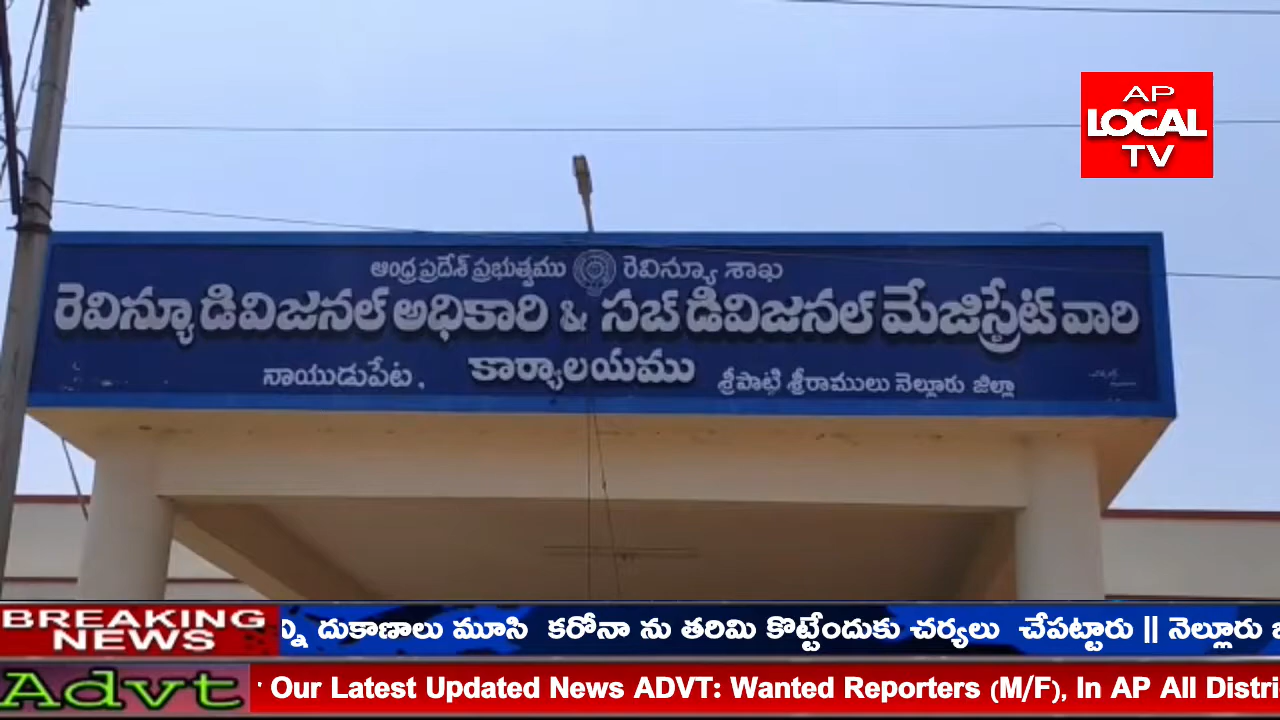 AP
LOCAL
TV
ఆంధ్ర ప్రదేశ్ ప్రభుత్వము రెవిన్యూ శాఖ
రెవిన్యూ డివిజనల్ అధికారి & సబ్ డివిజనల్ మేజిస్ట్రేట్ వారి
కార్యాలయము
నాయుడుపేట. శ్రీపొట్టి శ్రీరాములు నెల్లూరు జిల్లా
BREAKING
NEWS
న్ని దుకాణాలు మూసి కరోనా ను తరిమి కొట్టేందుకు చర్యలు చేపట్టారు || నెల్లూరు
Advt
Our Latest Updated News ADVT: Wanted Reporters (M/F), In AP All Distri